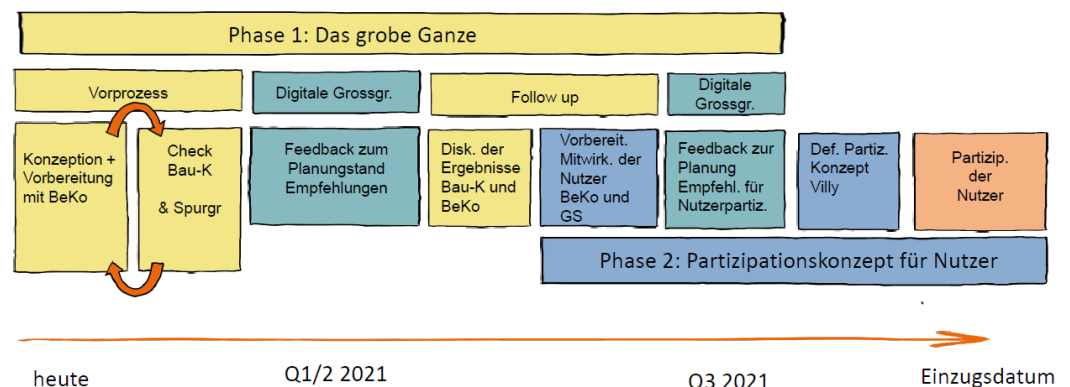 Phase 1: Das grobe Ganze
Vorprozess
Digitale Grossgr.
Follow up
Digitale
Grossgr.
Konzeption +
Vorbereitung
mit BeKo
Check
Bau-K
& Spurgr
Feedback zum
Planungstand
Empfehlungen
Disk. der
Ergebnisse
Bau-K und
BeKo
Vorbereit.
Mitwirk. der
Nutzer
BeKo und
GS
Feedback zur
Planung
Empfehl. für
Nutzerpartiz.
Def. Partiz.
Konzept
Villy
Partizip.
der
Nutzer
Phase 2: Partizipationskonzept für Nutzer
heute
Q1/2 2021
Q3 2021
Einzugsdatum